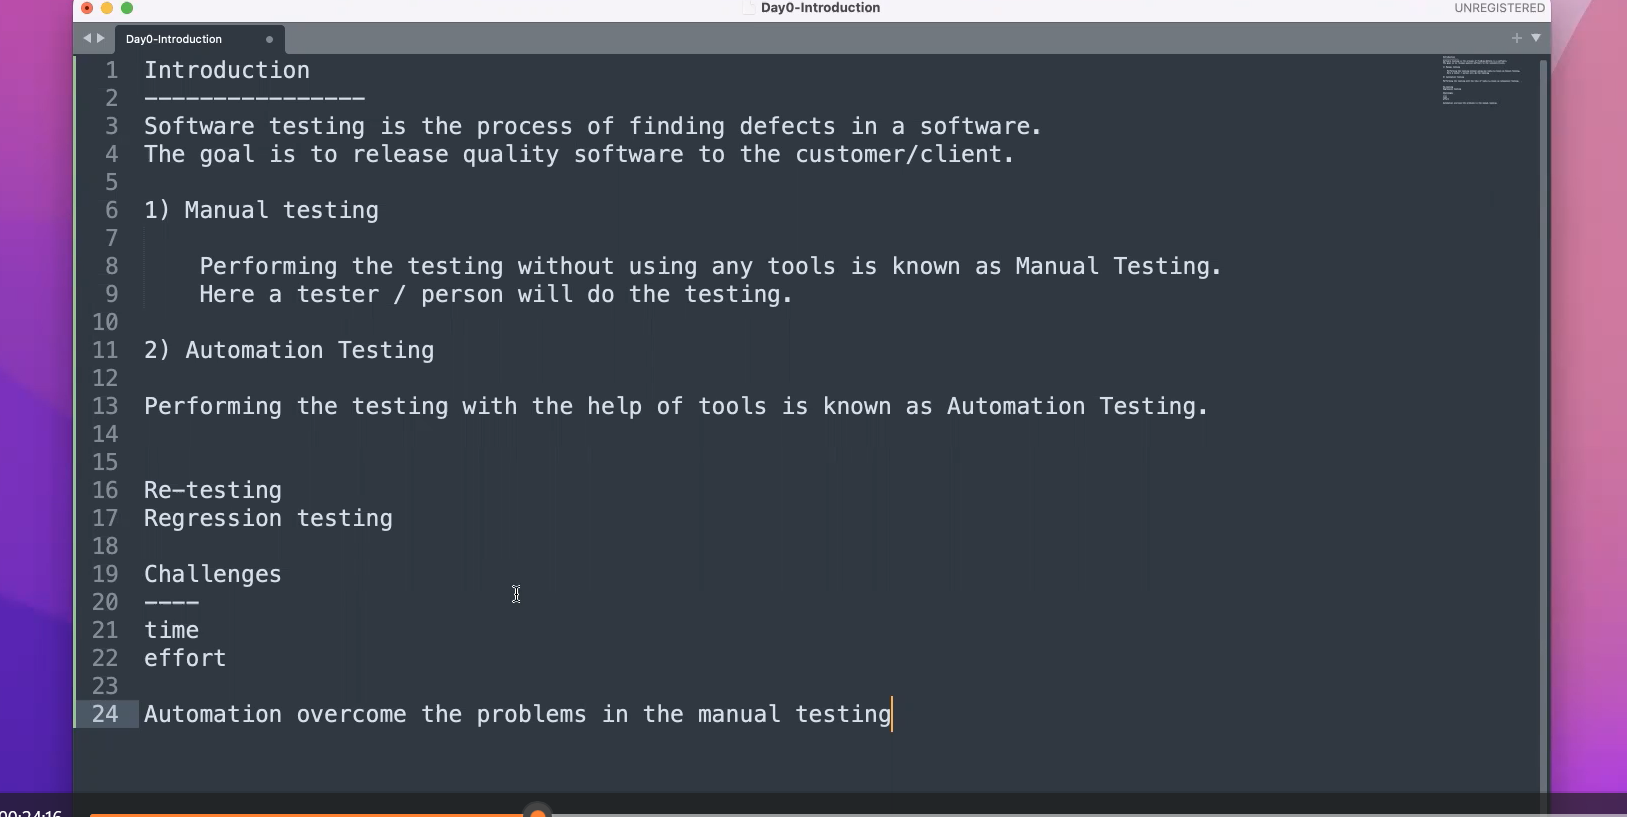 Day0-Introduction
UNREGISTERED
Day0-Introduction
1 Introduction
2 ----------------
3 Software testing is the process of finding defects in a software.
4 The goal is to release quality software to the customer/client.
5
6 1) Manual testing
7
8 Performing the testing without using any tools is known as Manual Testing.
9 Here a tester / person will do the testing.
10
11 2) Automation Testing
12
13 Performing the testing with the help of tools is known as Automation Testing.
14
15
16 Re-testing
17 Regression testing
18
19 Challenges
20 ----
21 time
22 effort
23
24 Automation overcome the problems in the manual testing